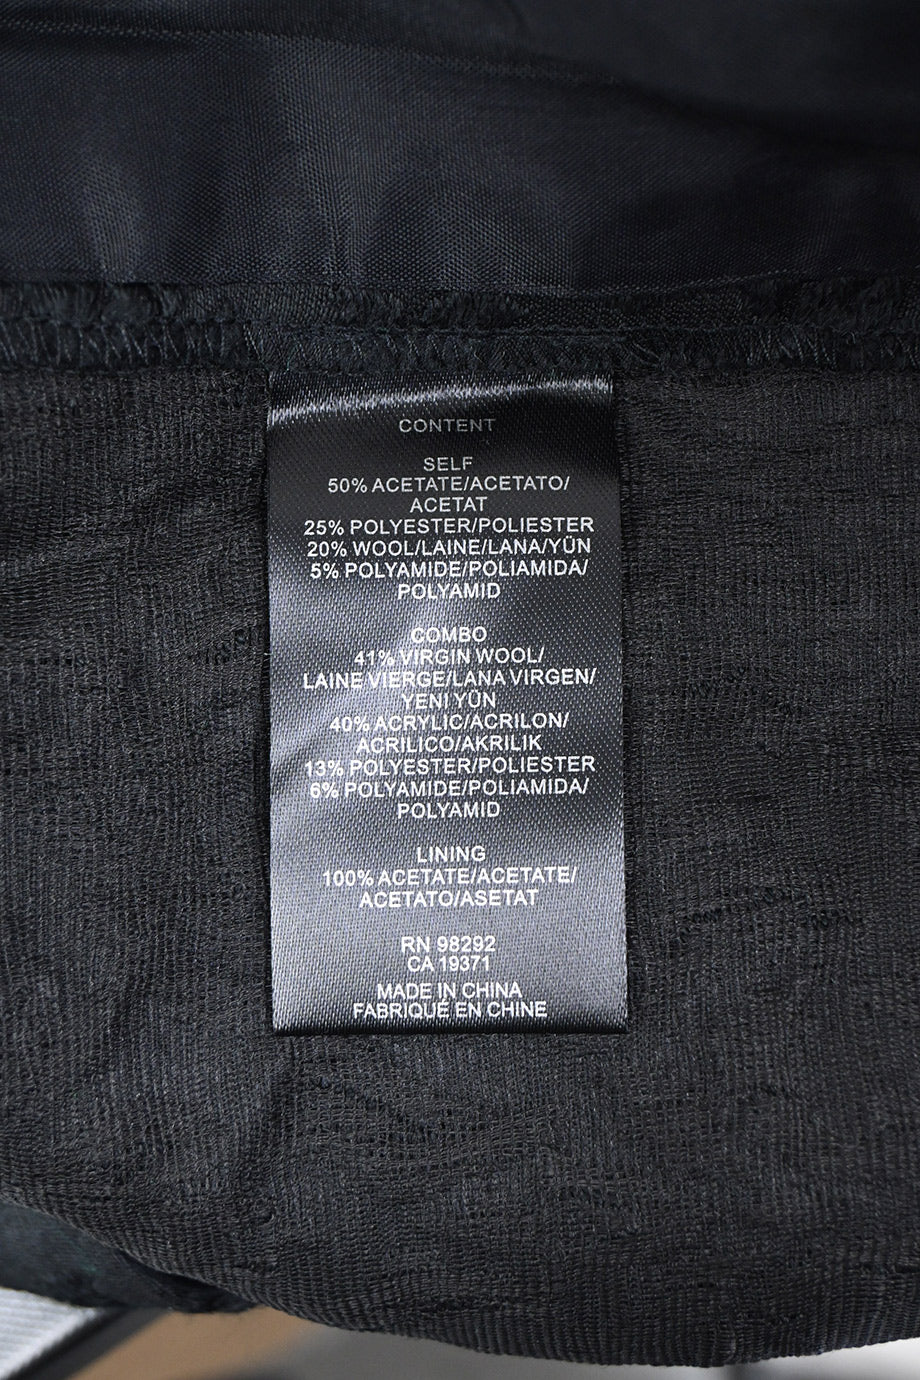 CONTENT
SELF
50% ACETATE/ACETATO/
ACETAT
25% POLYESTER/POLIESTER
20% WOOL/LAINE/LANA/YÜN
5% POLYAMIDE/POLIAMIDA/
POLYAMID
COMBO
41% VIRGIN WOOL/
LAINE VIERGE/LANA VIRGEN/
YENI YÜN
40% ACRYLIC/ACRILON/
ACRILICO/AKRILIK
13% POLYESTER/POLIESTER
6% POLYAMIDE/POLIAMIDA/
POLYAMID
LINING
100% ACETATE/ACETATE/
ACETATO/ASETAT
RN 98292
CA 19371
MADE IN CHINA
FABRIQUÉ EN CHINE